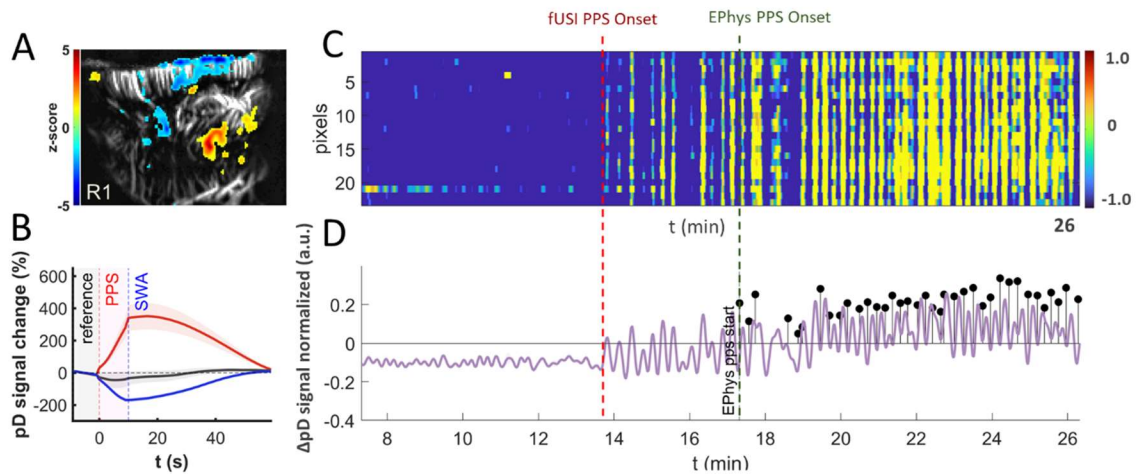 fUSI PPS Onset
EPhys PPS Onset
A
5
z-score
0
-5
R1
C
pixels
5
10
15
20
t (min)
26
1.0
0
-1.0
B
pD signal change (%)
600
400
200
0
-200
reference
PPS
SWA
0
20
40
t (s)
D
ΔpD signal normalized (a.u.)
0.2
0
-0.2
-0.4
EPhys pps start
8
10
12
14
16
18
20
22
24
26
t (min)